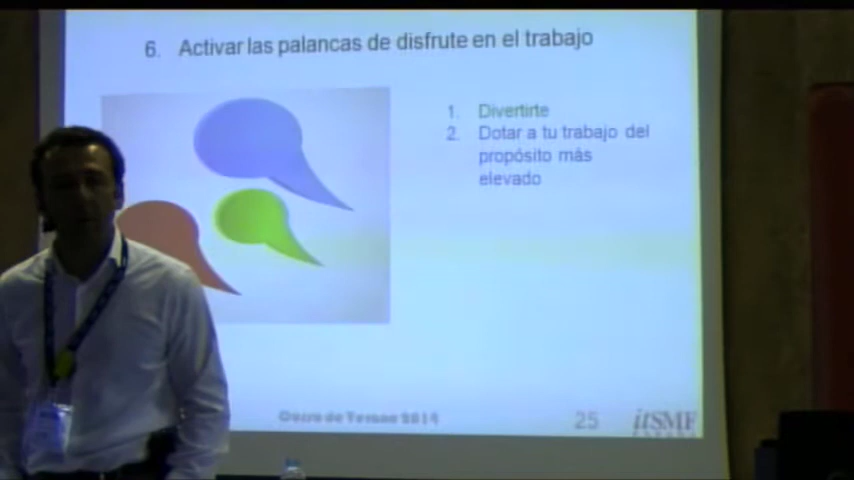 6. Activar las palancas de disfrute en el trabajo
1. Divertirte
2. Dotar a tu trabajo del
propósito más
elevado
25
itSMF